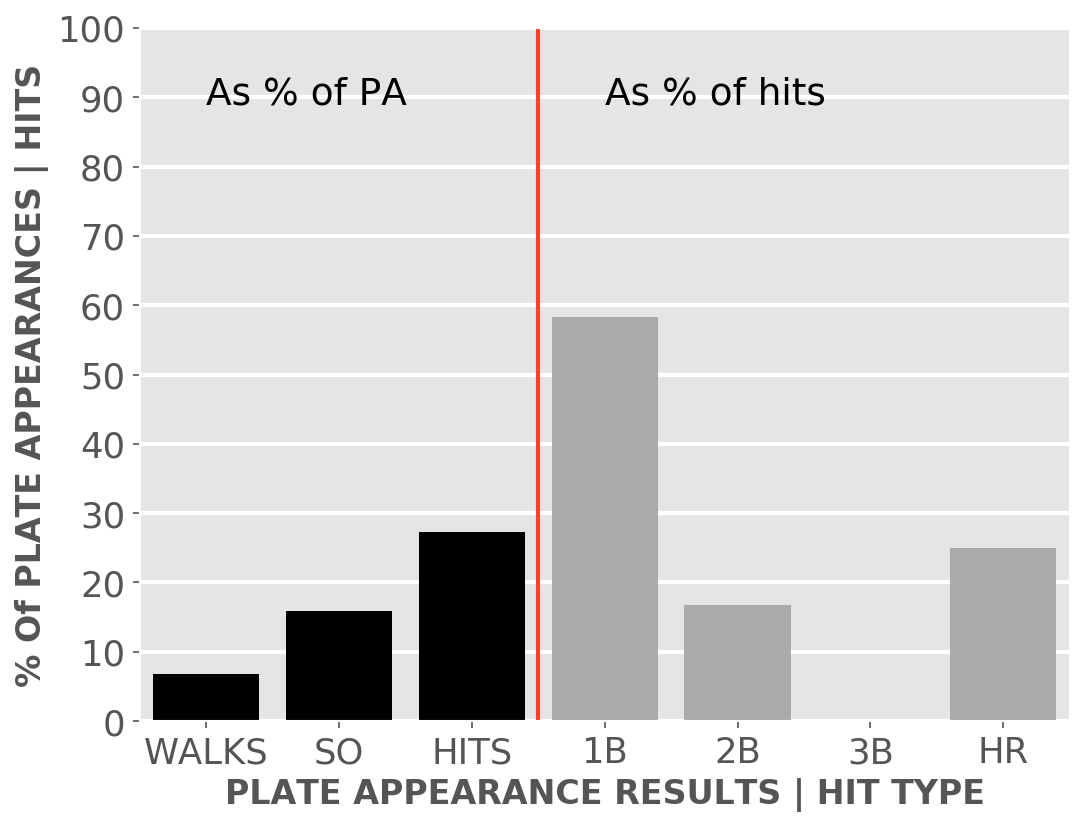 100
90
80
70
60
50
40
30
20
10
0
% Of PLATE APPEARANCES | HITS
As % of PA
As % of hits
WALKS SO HITS 1B 2B 3B HR
PLATE APPEARANCE RESULTS | HIT TYPE